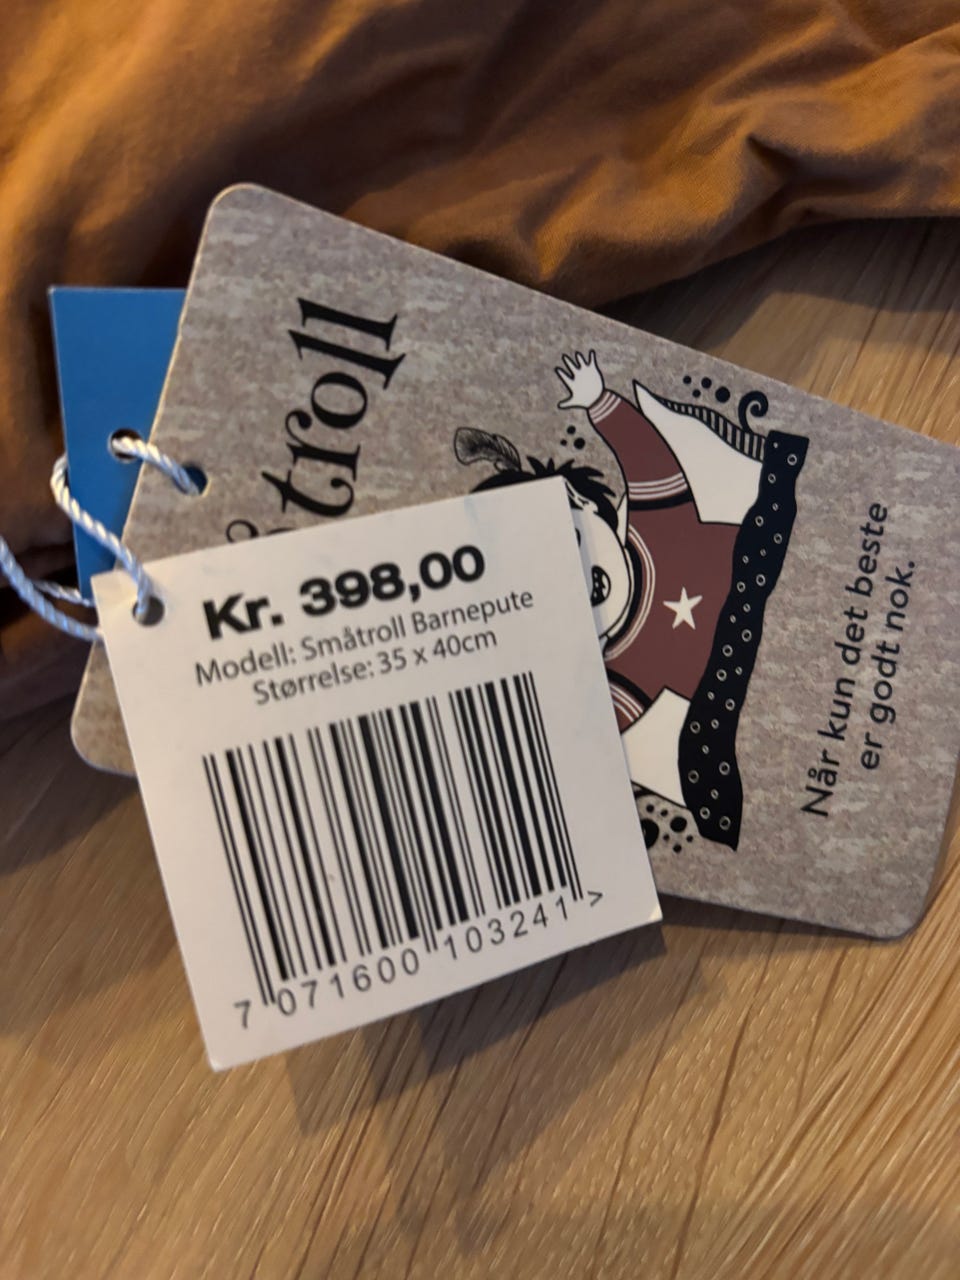 Kr. 398,00
Modell: Småtroll Barnepute
Størrelse: 35 x 40cm
7 071600 103241 >
troll
Når kun det beste
er godt nok.